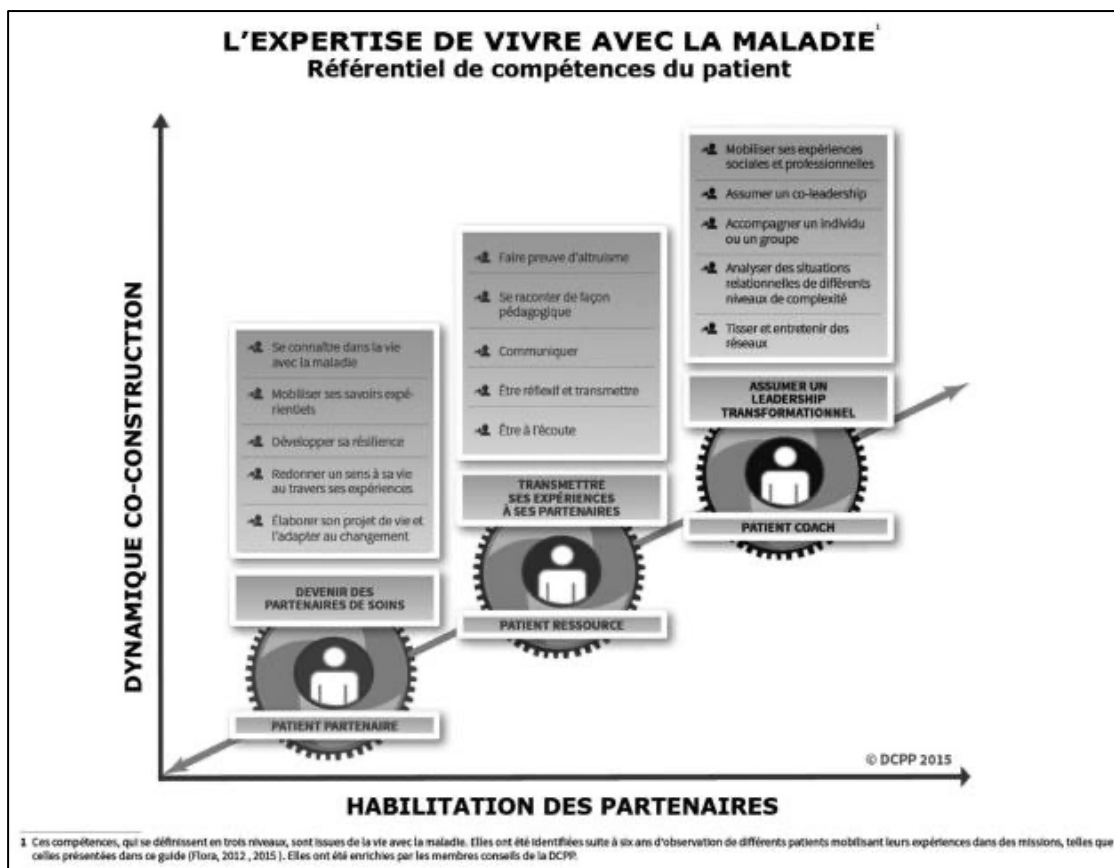 L'EXPERTISE DE VIVRE AVEC LA MALADIE¹
Référentiel de compétences du patient
DYNAMIQUE CO-CONSTRUCTION
Se connaître dans la vie
avec la maladie
Mobiliser ses savoirs expé-
rientiels
Développer sa résilience
Redonner un sens à sa vie
au travers ses expériences
Élaborer son projet de vie et
l'adapter au changement
DEVENIR DES
PARTENAIRES DE SOINS
PATIENT PARTENAIRE
Faire preuve d'altruisme
Se raconter de façon
pédagogique
Communiquer
Être réflexif et transmettre
Être à l'écoute
TRANSMETTRE
SES EXPÉRIENCES
À SES PARTENAIRES
PATIENT RESSOURCE
Mobiliser ses expériences
sociales et professionnelles
Assumer un co-leadership
Accompagner un individu
ou un groupe
Analyser des situations
relationnelles de différents
niveaux de complexité
Tisser et entretenir des
réseaux
ASSUMER UN
LEADERSHIP
TRANSFORMATIONNEL
PATIENT COACH
© DCPP 2015
HABILITATION DES PARTENAIRES
1 Ces compétences, qui se définissent en trois niveaux, sont issues de la vie avec la maladie. Elles ont été identifiées suite à six ans d'observation de différents patients mobilisant leurs expériences dans des missions, telles que
celles présentées dans ce guide (Flora, 2012 , 2015 ). Elles ont été enrichies par les membres conseils de la DCPP.